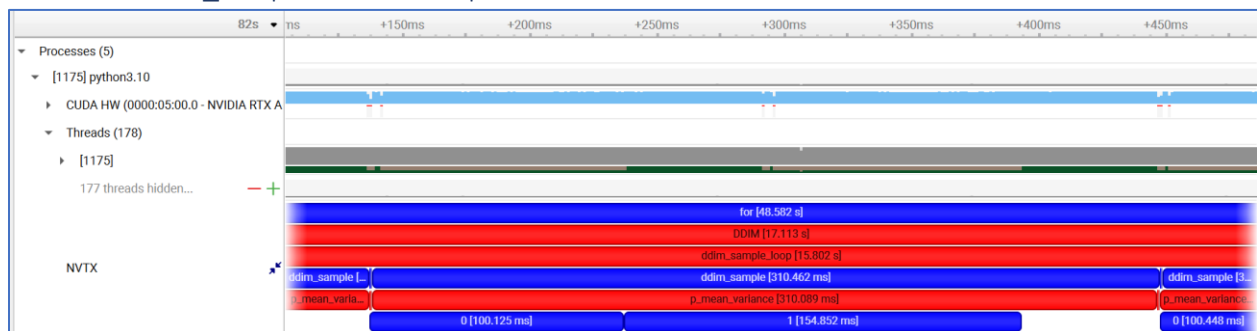 82s ms +150ms +200ms +250ms +300ms +350ms +400ms +450ms
Processes (5)
[1175] python3.10
CUDA HW (0000:05:00.0 - NVIDIA RTX A
Threads (178)
[1175]
177 threads hidden...
NVTX
for [48.582 s]
DDIM [17.113 s]
ddim_sample_loop [15.802 s]
ddim_sample [... ddim_sample [310.462 ms] ddim_sample [3...
p_mean_varia... p_mean_variance [310.089 ms] p_mean_variance...
0 [100.125 ms] 1 [154.852 ms] 0 [100.448 ms]